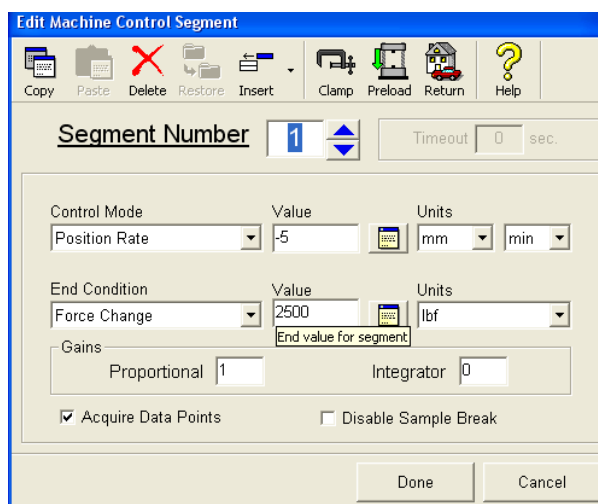 Edit Machine Control Segment
Copy Paste Delete Restore Insert Clamp Preload Return Help
Segment Number 1 Timeout 0 sec.
Control Mode Value Units
Position Rate -5 mm min
End Condition Value Units
Force Change 2500 lbf
End value for segment
Gains
Proportional 1 Integrator 0
Acquire Data Points Disable Sample Break
Done Cancel